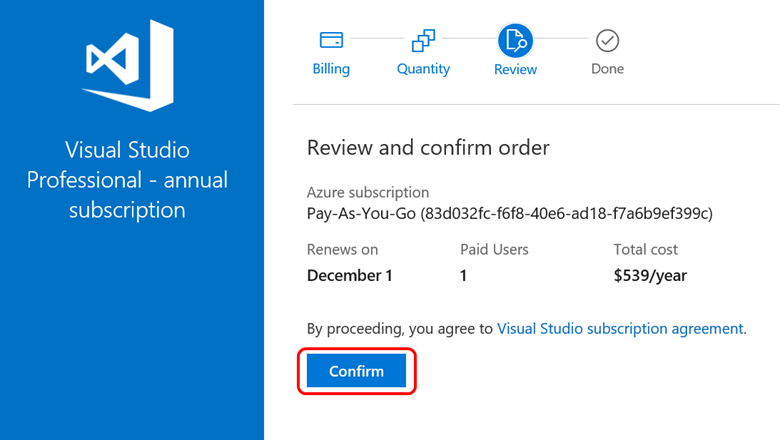 Visual Studio
Professional - annual
subscription
Billing
Quantity
Review
Done
Review and confirm order
Azure subscription
Pay-As-You-Go (83d032fc-f6f8-40e6-ad18-f7a6b9ef399c)
Renews on Paid Users Total cost
December 1 1 $539/year
By proceeding, you agree to Visual Studio subscription agreement.
Confirm